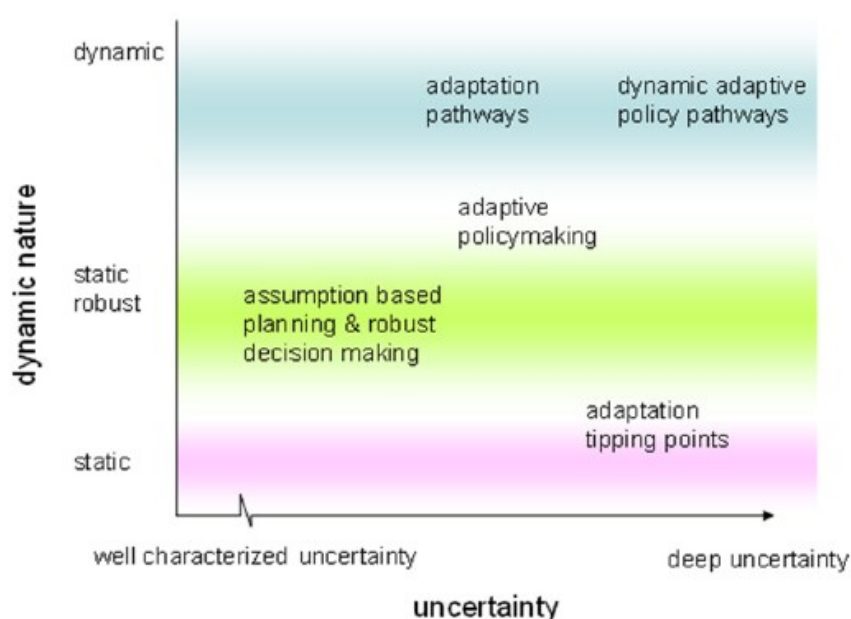 dynamic
adaptation
pathways
dynamic adaptive
policy pathways
adaptive
policymaking
dynamic nature
static
robust
assumption based
planning & robust
decision making
adaptation
tipping points
static
well characterized uncertainty
deep uncertainty
uncertainty